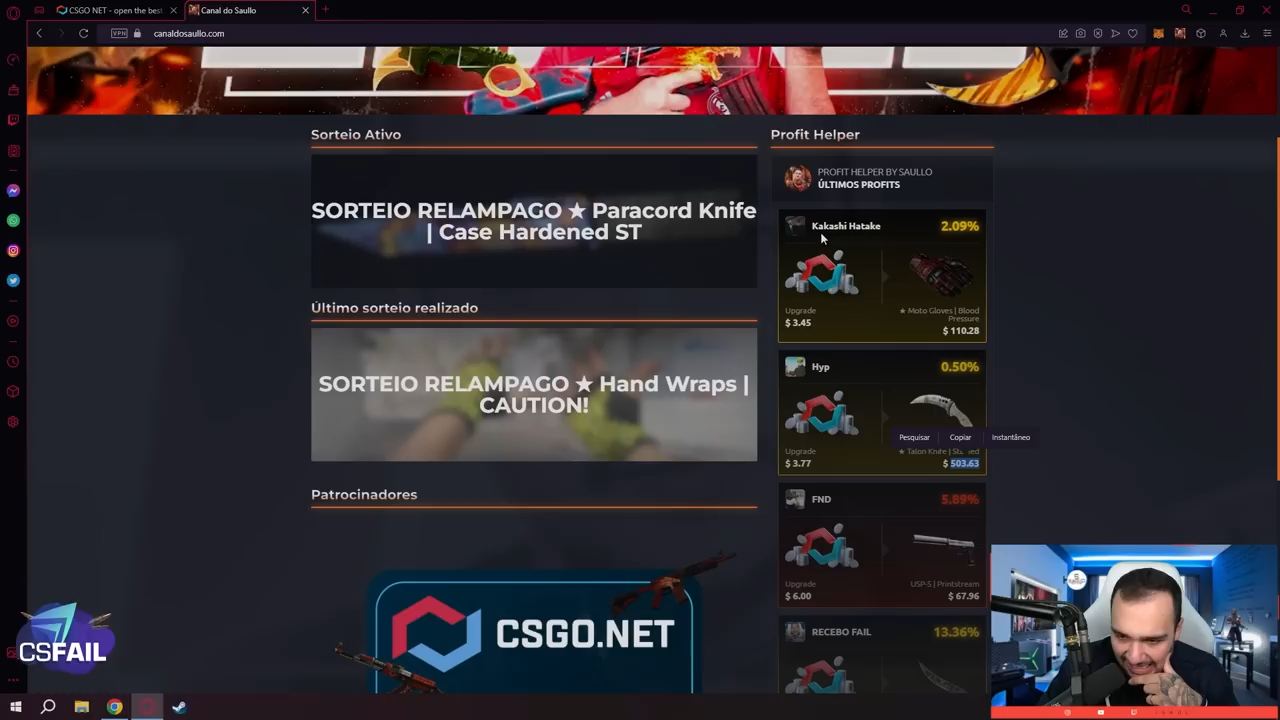 CSGO NET - open the best
Canal do Saullo
VPN
canaldosaullo.com
Sorteio Ativo
SORTEIO RELAMPAGO ★ Paracord Knife
| Case Hardened ST
Último sorteio realizado
SORTEIO RELAMPAGO ★ Hand Wraps |
CAUTION!
Patrocinadores
CSGO.NET
Profit Helper
PROFIT HELPER BY SAULLO
ÚLTIMOS PROFITS
Kakashi Hatake
2.09%
Upgrade
$ 3.45
★ Moto Gloves | Blood
Pressure
$ 110.28
Hyp
0.50%
Pesquisar
Copiar
Instantâneo
Upgrade
$ 3.77
★ Talon Knife |
$ 503.63
FND
5.89%
Upgrade
$ 6.00
USP-S | Printstream
$ 67.96
RECEBO FAIL
13.36%
CSFAIL